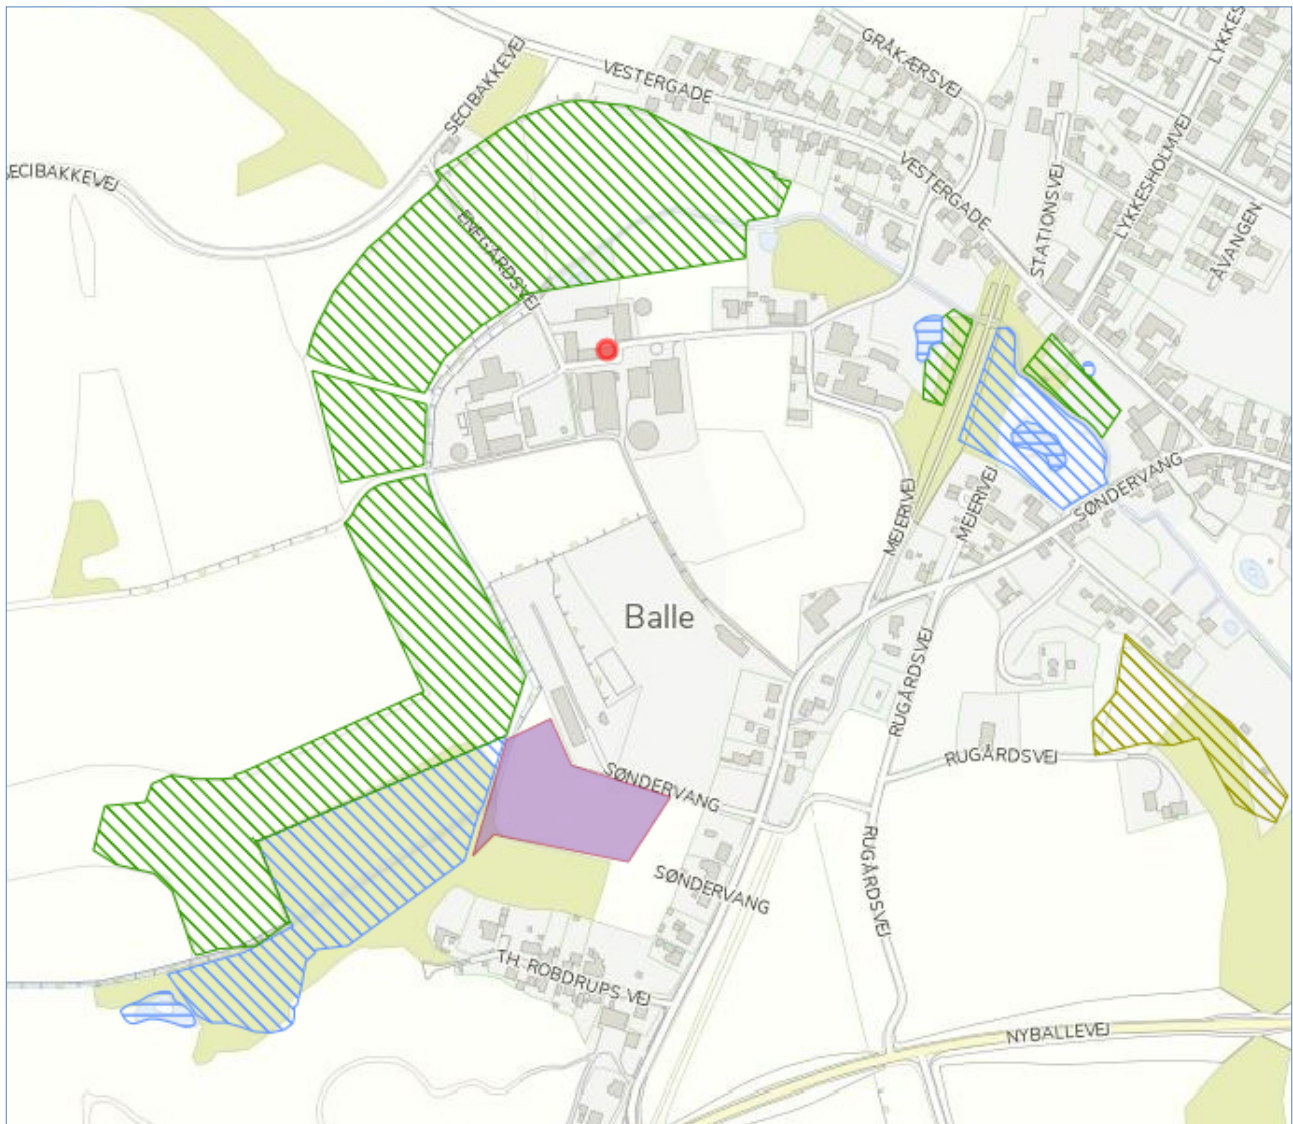 LYKKES
GRÅKÆRSVEJ
SECIBAKKEVEJ
VESTERGADE
LYKKESHOLMVEJ
VESTERGADE
ECIBAKKEVEJ
STATIONSVEJ
ÅVANGEN
ENEGÅRDSVEJ
SØNDERVANG
MEJERIVEJ
MEJERIVEJ
Balle
RUGÅRDSVEJ
RUGÅRDSVEJ
SØNDERVANG
RUGÅRDSVEJ
SØNDERVANG
TH. ROBDRUPS VEJ
NYBALLEVEJ